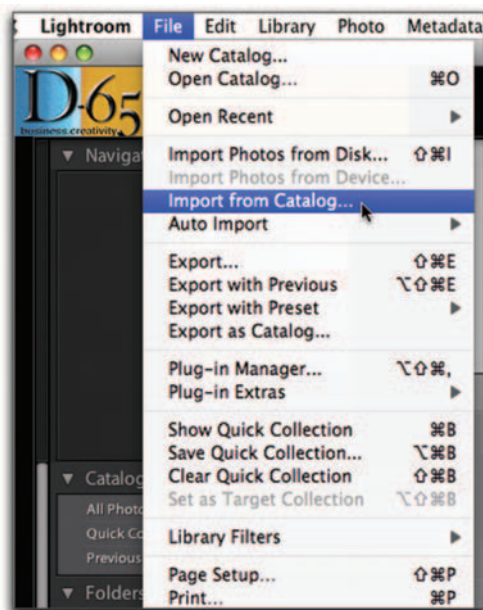 Lightroom File Edit Library Photo Metadata
D-65
business.creativity
New Catalog...
Open Catalog... ⌘O
Open Recent ▶
▼ Navigat
Import Photos from Disk... ⇧⌘I
Import Photos from Device...
Import from Catalog...
Auto Import ▶
Export... ⇧⌘E
Export with Previous ⌥⇧⌘E
Export with Preset ▶
Export as Catalog...
Plug-in Manager... ⌥⇧⌘,
Plug-in Extras ▶
Show Quick Collection ⌘B
Save Quick Collection... ⌥⌘B
Clear Quick Collection ⇧⌘B
Set as Target Collection ⌥⇧⌘B
▼ Catalog
All Photo
Quick Co
Previous
Library Filters ▶
Page Setup... ⇧⌘P
Print... ⌘P
▼ Folders